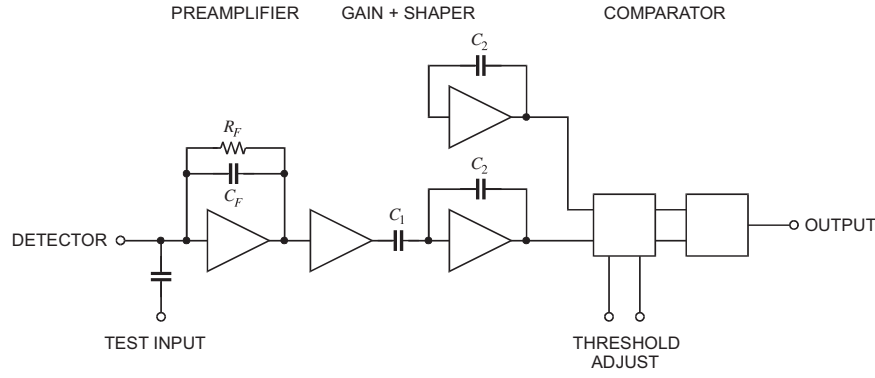 PREAMPLIFIER GAIN + SHAPER COMPARATOR
C2
RF
CF
C2
C1
DETECTOR
OUTPUT
TEST INPUT
THRESHOLD
ADJUST